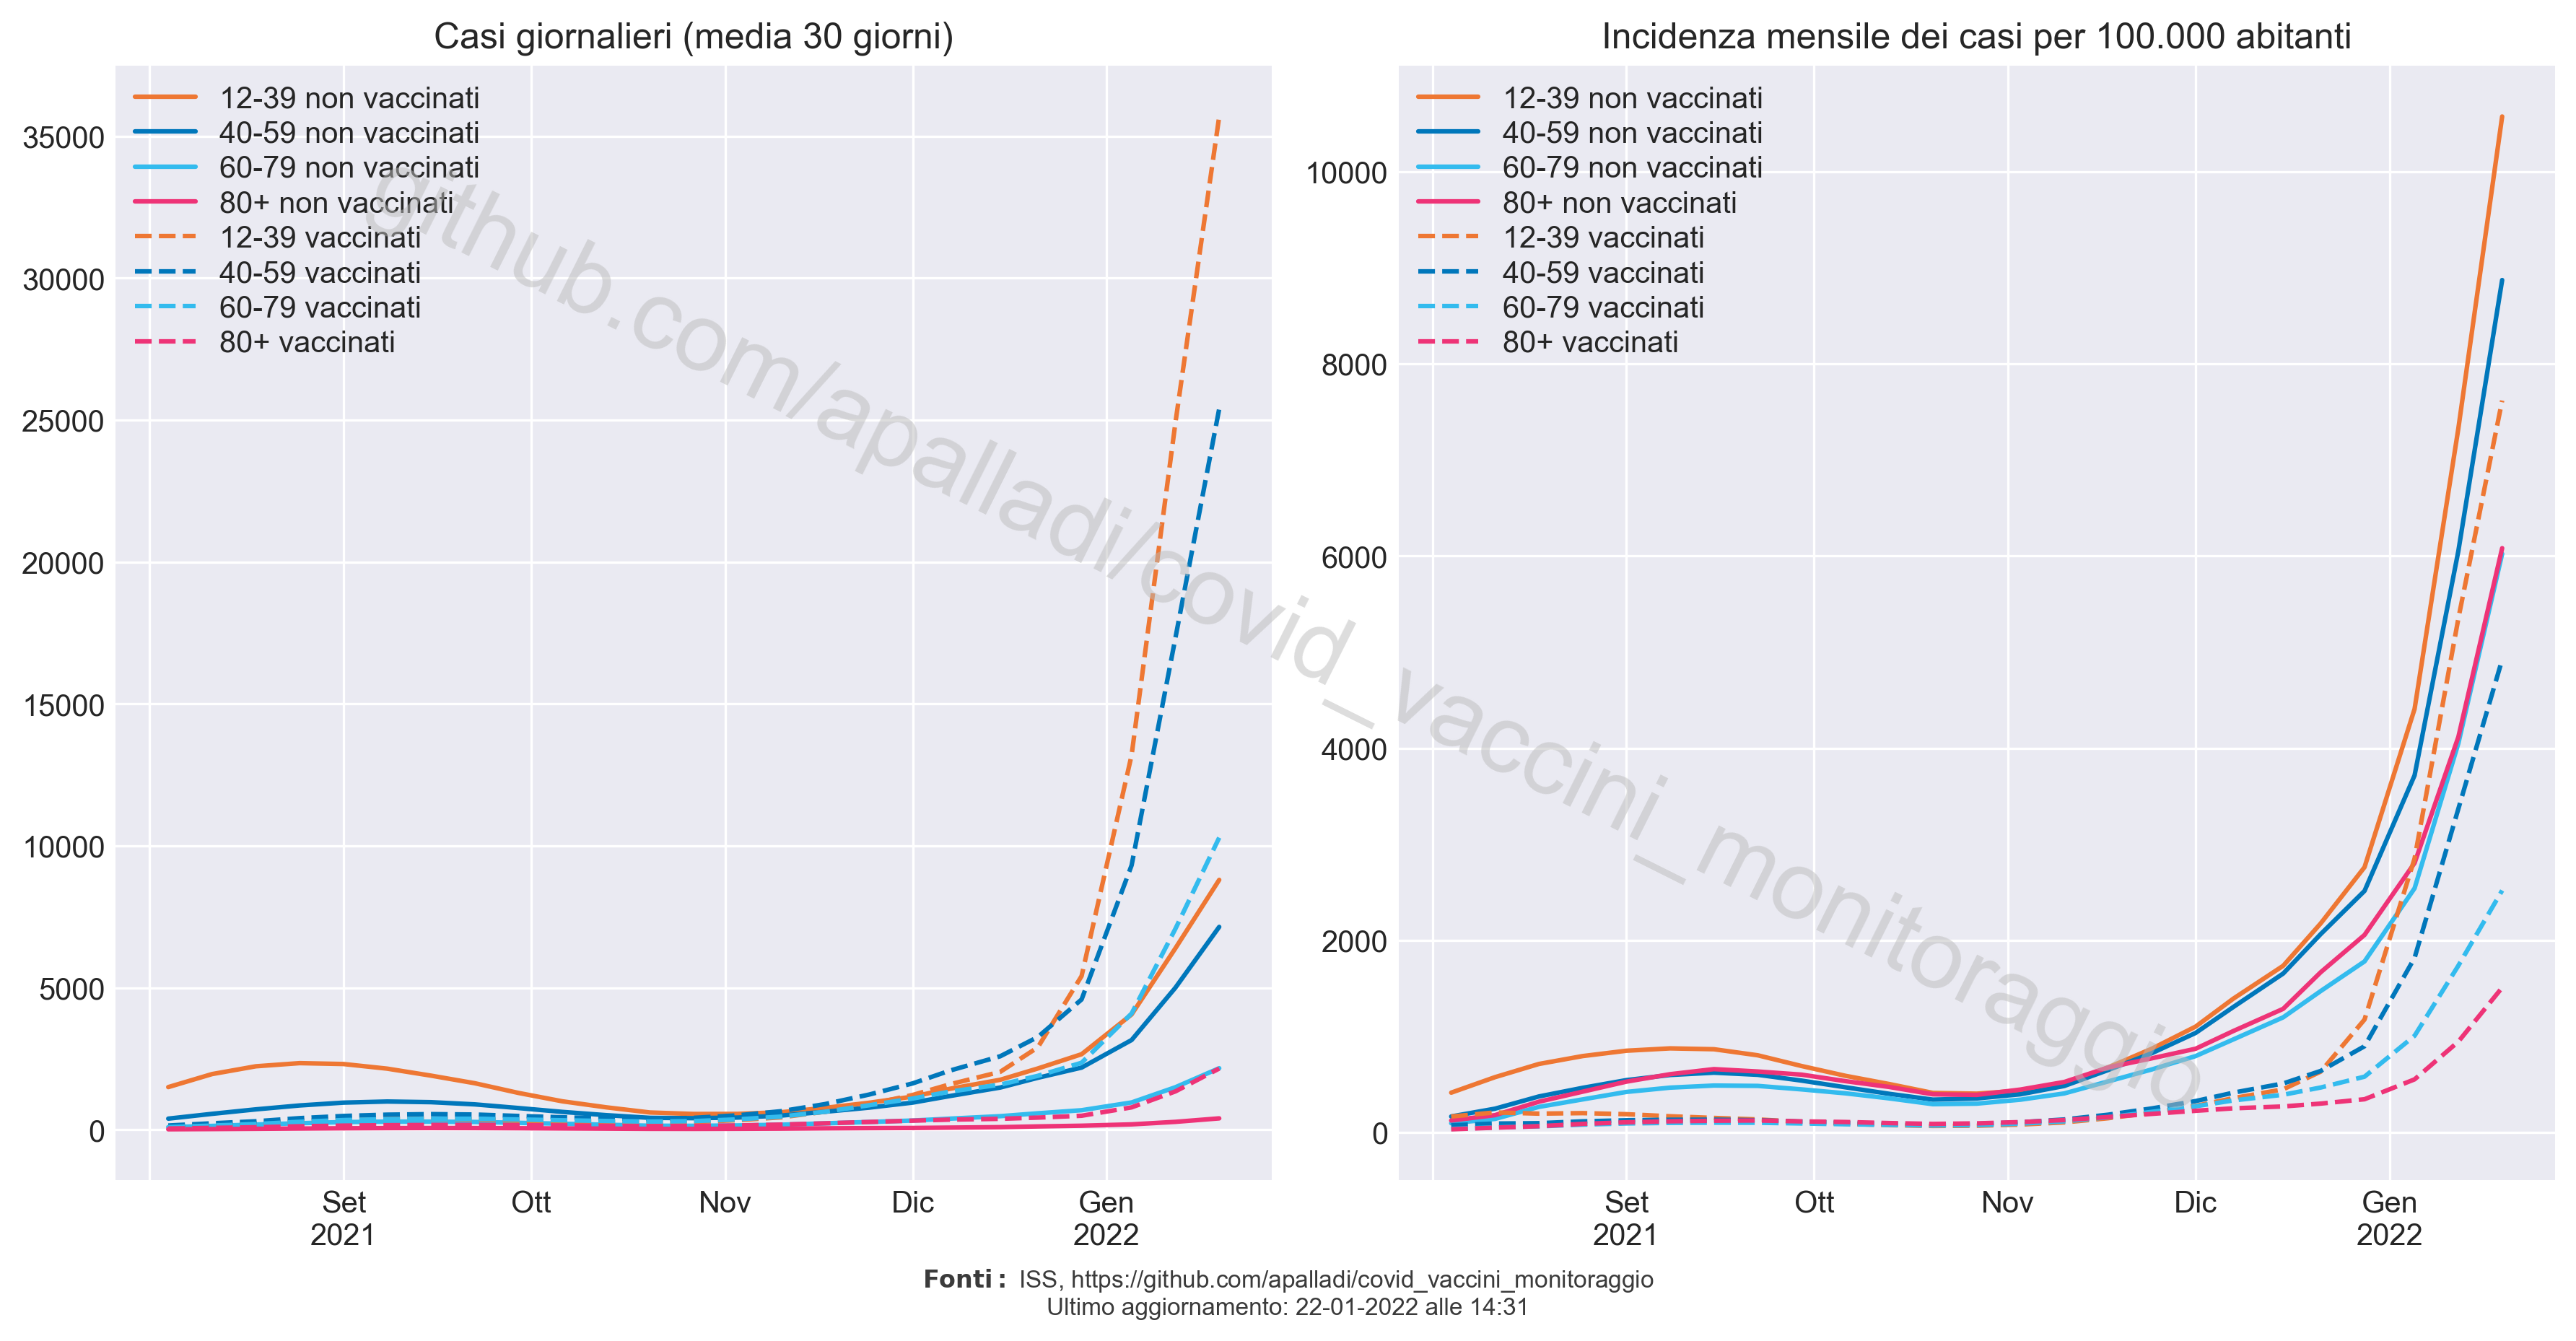 Casi giornalieri (media 30 giorni)
12-39 non vaccinati
40-59 non vaccinati
60-79 non vaccinati
80+ non vaccinati
12-39 vaccinati
40-59 vaccinati
60-79 vaccinati
80+ vaccinati
35000
30000
25000
20000
15000
10000
5000
0
Set
2021
Ott
Nov
Dic
Gen
2022
Incidenza mensile dei casi per 100.000 abitanti
12-39 non vaccinati
40-59 non vaccinati
60-79 non vaccinati
80+ non vaccinati
12-39 vaccinati
40-59 vaccinati
60-79 vaccinati
80+ vaccinati
10000
8000
6000
4000
2000
0
Set
2021
Ott
Nov
Dic
Gen
2022
github.com/apalladi/covid_vaccini_monitoraggio
Fonti: ISS, https://github.com/apalladi/covid_vaccini_monitoraggio
Ultimo aggiornamento: 22-01-2022 alle 14:31